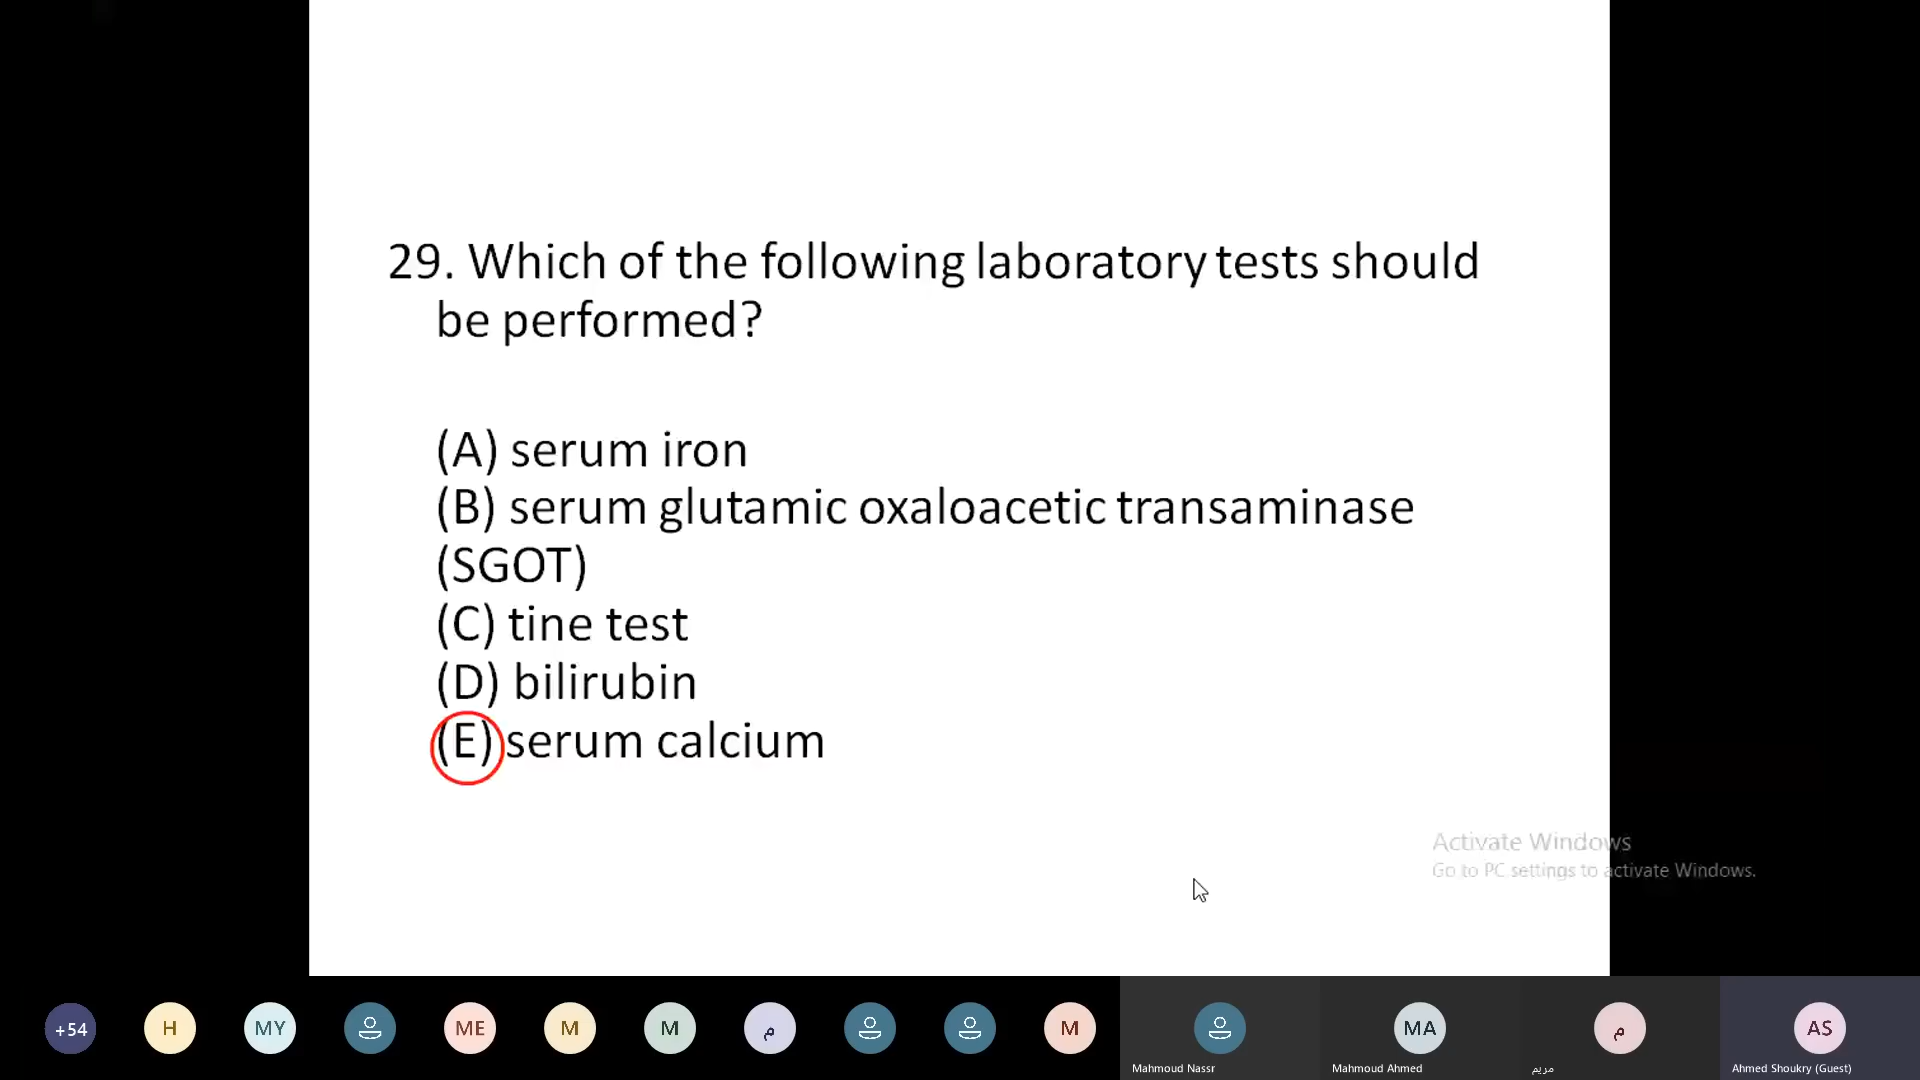 29. Which of the following laboratory tests should
be performed?
(A) serum iron
(B) serum glutamic oxaloacetic transaminase
(SGOT)
(C) tine test
(D) bilirubin
(E) serum calcium
Activate Windows
Go to PC settings to activate Windows.
+54
H
MY
ME
M
M
م
M
MA
م
AS
Mahmoud Nassr
Mahmoud Ahmed
مريم
Ahmed Shoukry (Guest)